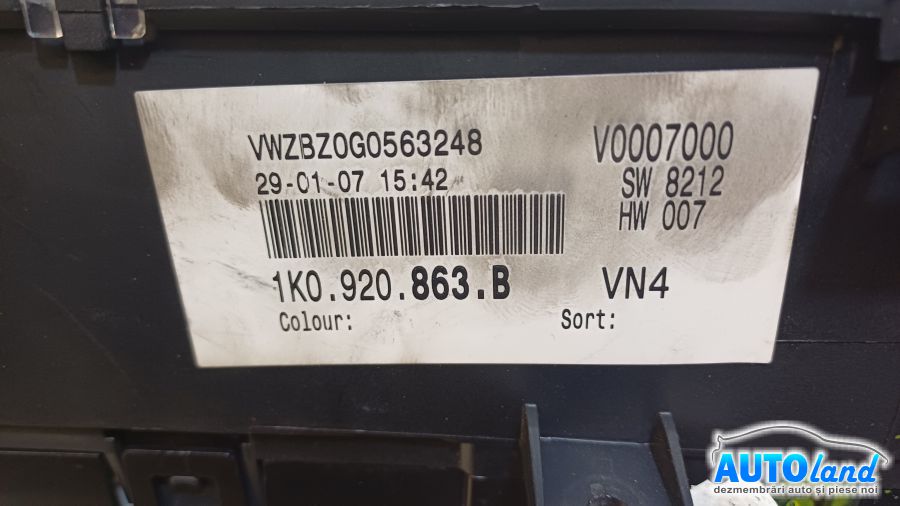 VWZBZ0G0563248
V0007000
29-01-07 15:42
SW 8212
HW 007
1K0.920.863.B
VN4
Colour:
Sort:
AUTOland
dezmembrări auto și piese noi